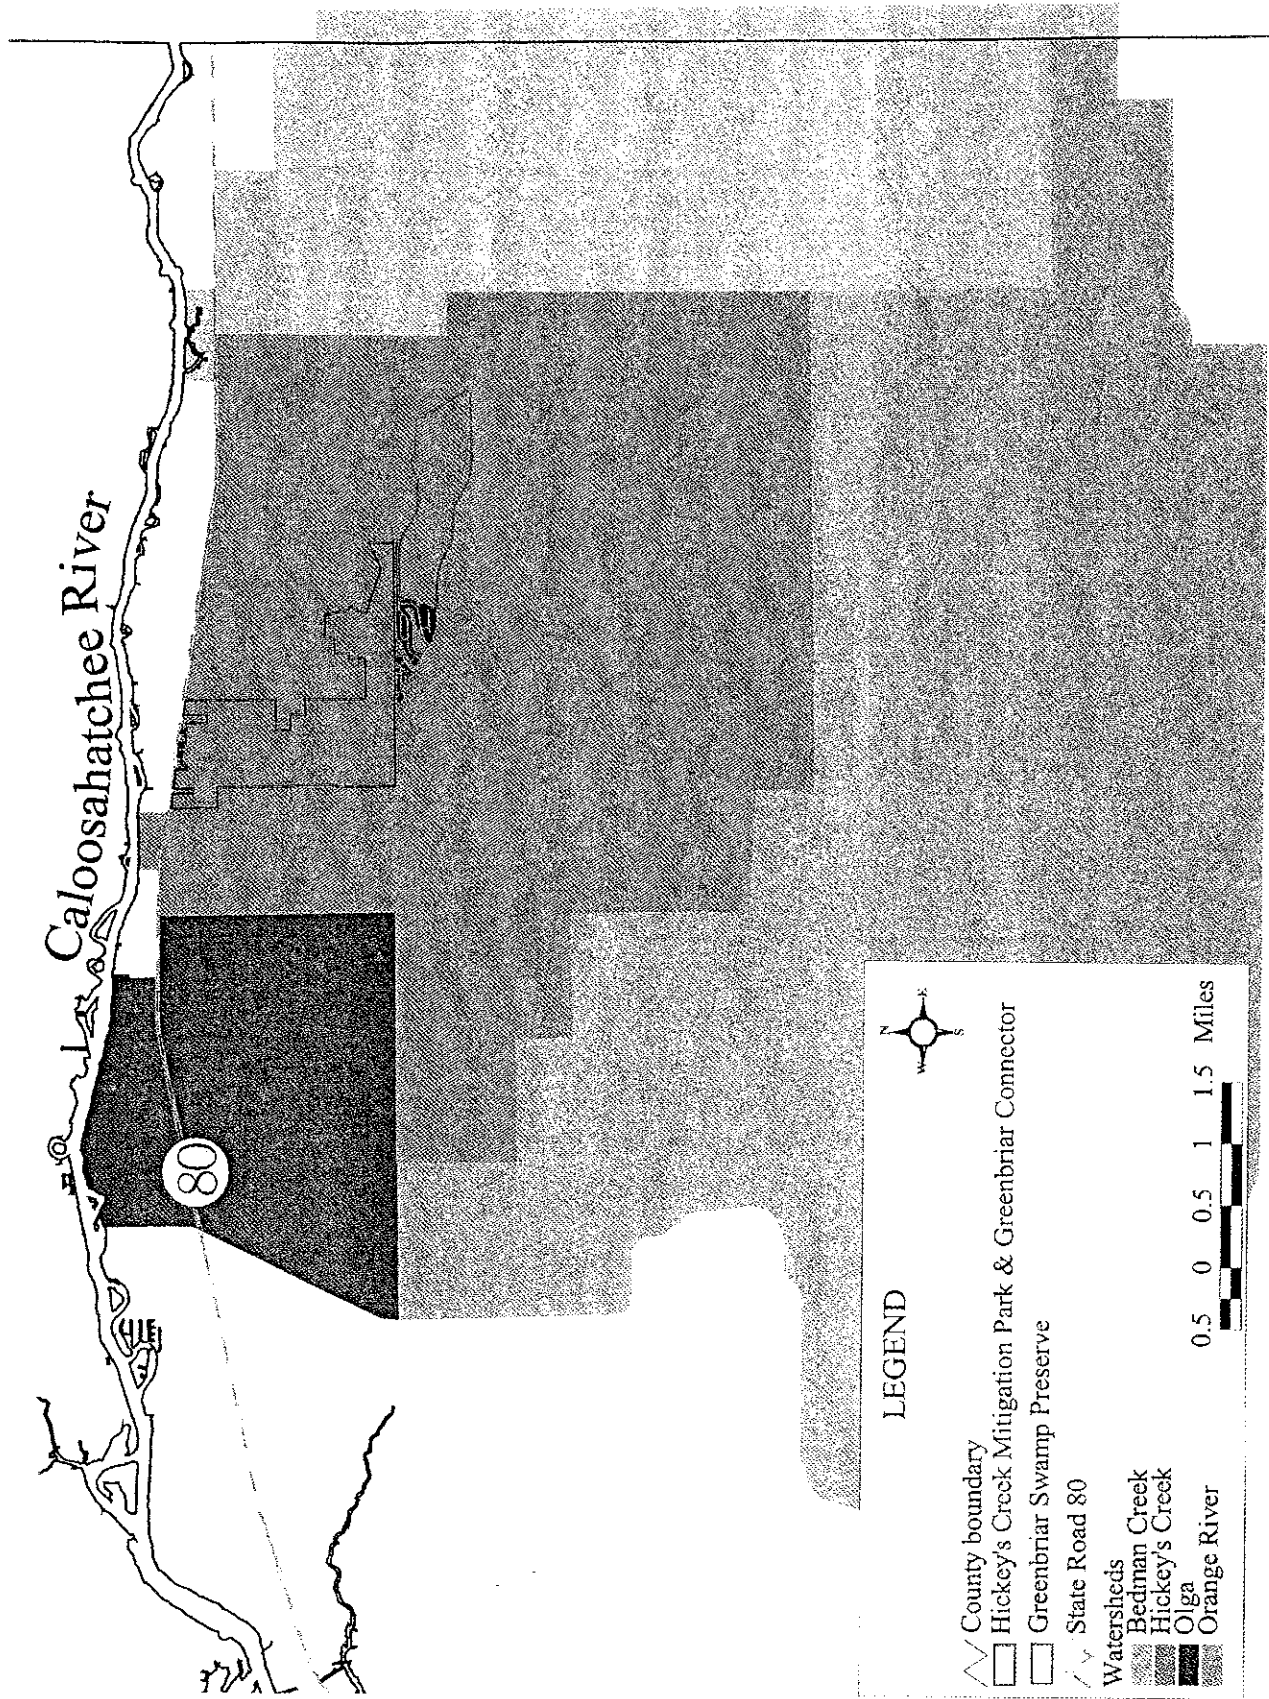 Caloosahatchee River
80
N
W
E
S
LEGEND
County boundary
Hickey's Creek Mitigation Park & Greenbriar Connector
Greenbriar Swamp Preserve
State Road 80
Watersheds
Bedman Creek
Hickey's Creek
Olga
Orange River
0.5 0 0.5 1 1.5 Miles